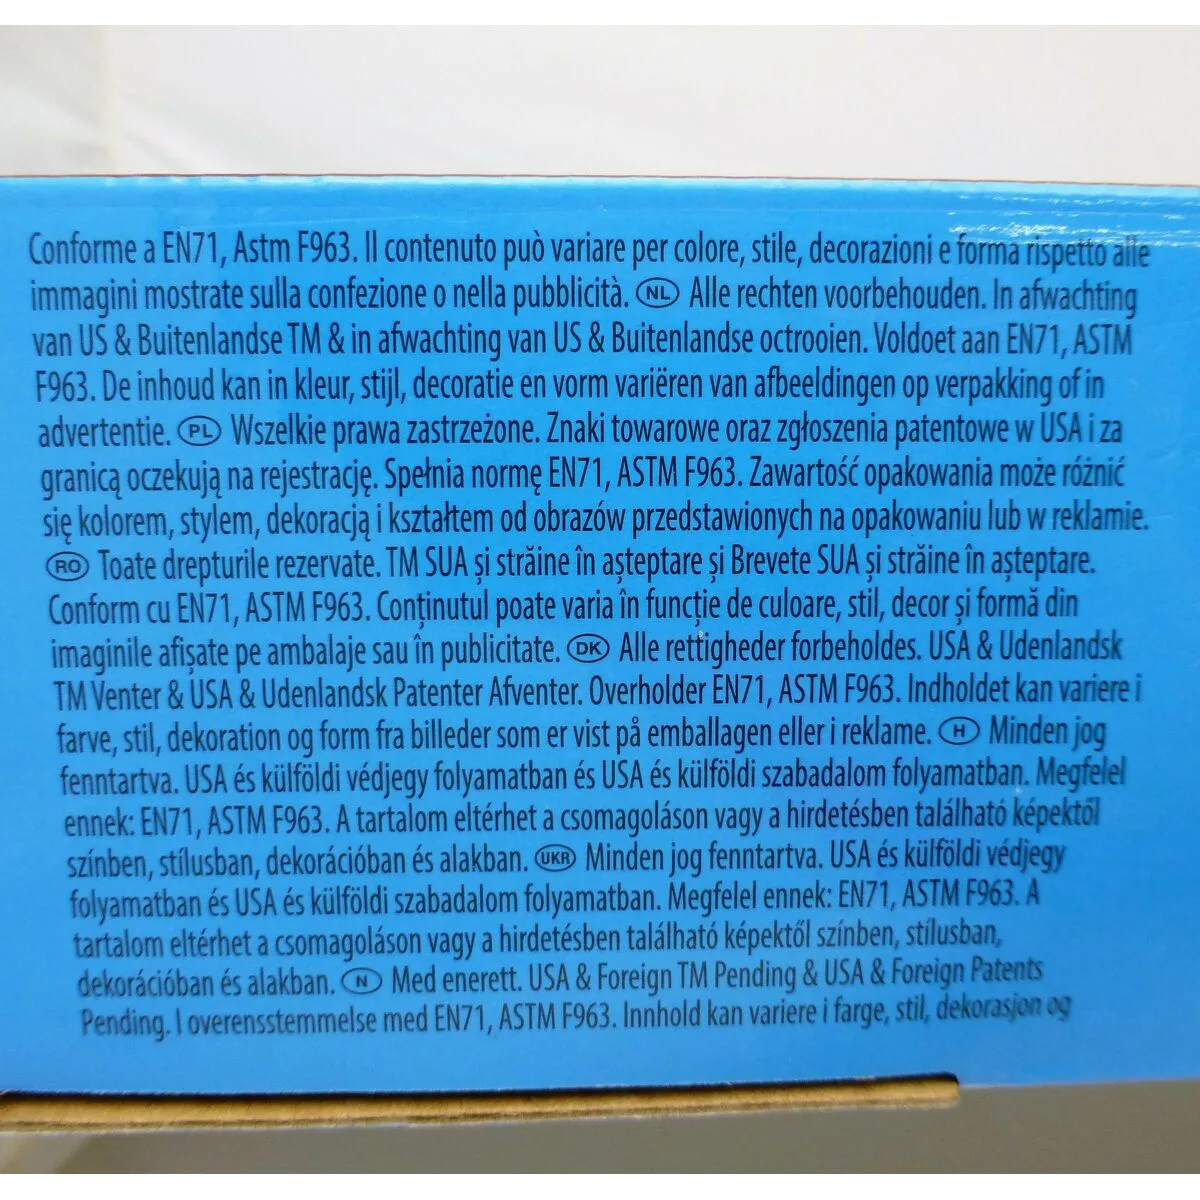 Conforme a EN71, Astm F963. Il contenuto può variare per colore, stile, decorazioni e forma rispetto alle
immagini mostrate sulla confezione o nella pubblicità. NL Alle rechten voorbehouden. In afwachting
van US & Buitenlandse TM & in afwachting van US & Buitenlandse octrooien. Voldoet aan EN71, ASTM
F963. De inhoud kan in kleur, stijl, decoratie en vorm variëren van afbeeldingen op verpakking of in
advertentie. PL Wszelkie prawa zastrzeżone. Znaki towarowe oraz zgłoszenia patentowe w USA i za
granicą oczekują na rejestrację. Spełnia normę EN71, ASTM F963. Zawartość opakowania może różnić
się kolorem, stylem, dekoracją i kształtem od obrazów przedstawionych na opakowaniu lub w reklamie.
RO Toate drepturile rezervate. TM SUA și străine în așteptare și Brevete SUA și străine în așteptare.
Conform cu EN71, ASTM F963. Conținutul poate varia în funcție de culoare, stil, decor și formă din
imaginile afișate pe ambalaje sau în publicitate. DK Alle rettigheder forbeholdes. USA & Udenlandsk
TM Venter & USA & Udenlandsk Patenter Afventer. Overholder EN71, ASTM F963. Indholdet kan variere i
farve, stil, dekoration og form fra billeder som er vist på emballagen eller i reklame. H Minden jog
fenntartva. USA és külföldi védjegy folyamatban és USA és külföldi szabadalom folyamatban. Megfelel
ennek: EN71, ASTM F963. A tartalom eltérhet a csomagoláson vagy a hirdetésben található képektől
színben, stílusban, dekorációban és alakban. UKR Minden jog fenntartva. USA és külföldi védjegy
folyamatban és USA és külföldi szabadalom folyamatban. Megfelel ennek: EN71, ASTM F963. A
tartalom eltérhet a csomagoláson vagy a hirdetésben található képektől színben, stílusban,
dekorációban és alakban. N Med enerett. USA & Foreign TM Pending & USA & Foreign Patents
Pending. I overensstemmelse med EN71, ASTM F963. Innhold kan variere i farge, stil, dekorasjon og